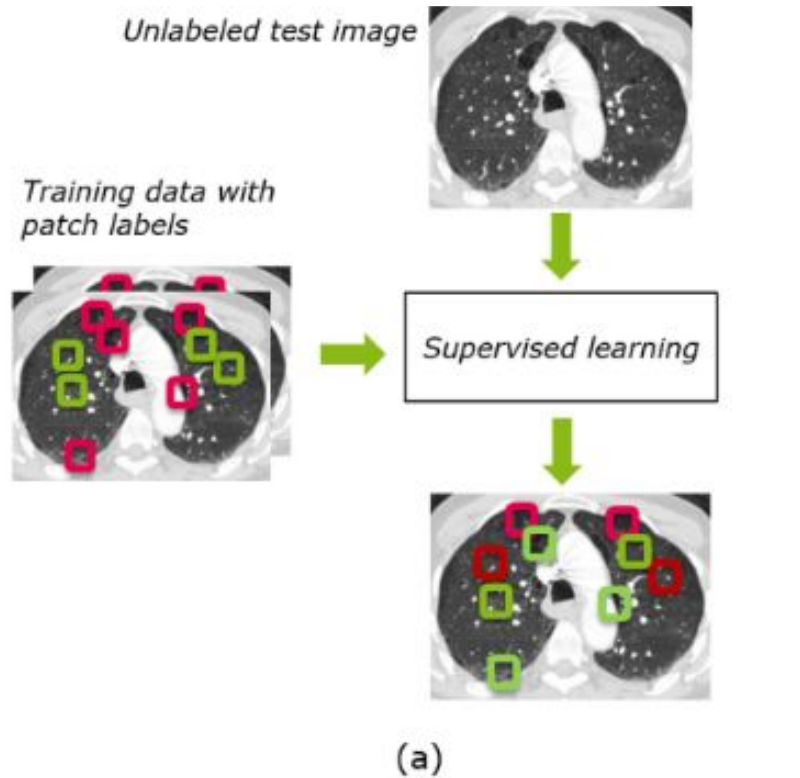 Unlabeled test image
Training data with
patch labels
Supervised learning
(a)